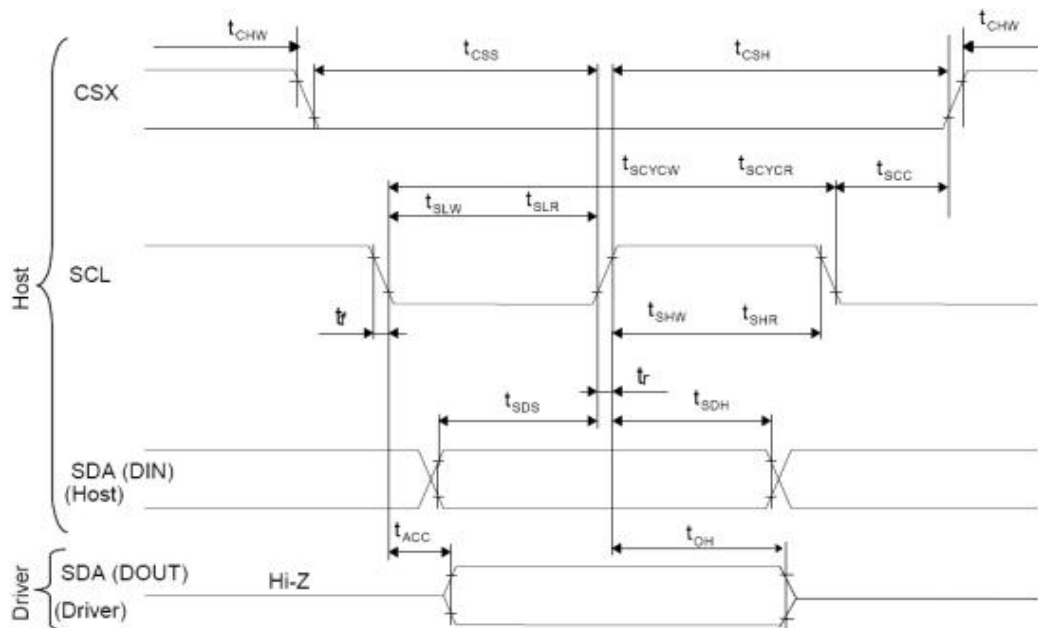 tCHW
tCHW
tCSS
tCSH
CSX
tSCYCW
tSCYCR
tSCC
tSLW
tSLR
Host
SCL
tf
tSHW
tSHR
tr
tSDS
tSDH
SDA (DIN)
(Host)
tACC
tOH
Driver
SDA (DOUT)
Hi-Z
(Driver)